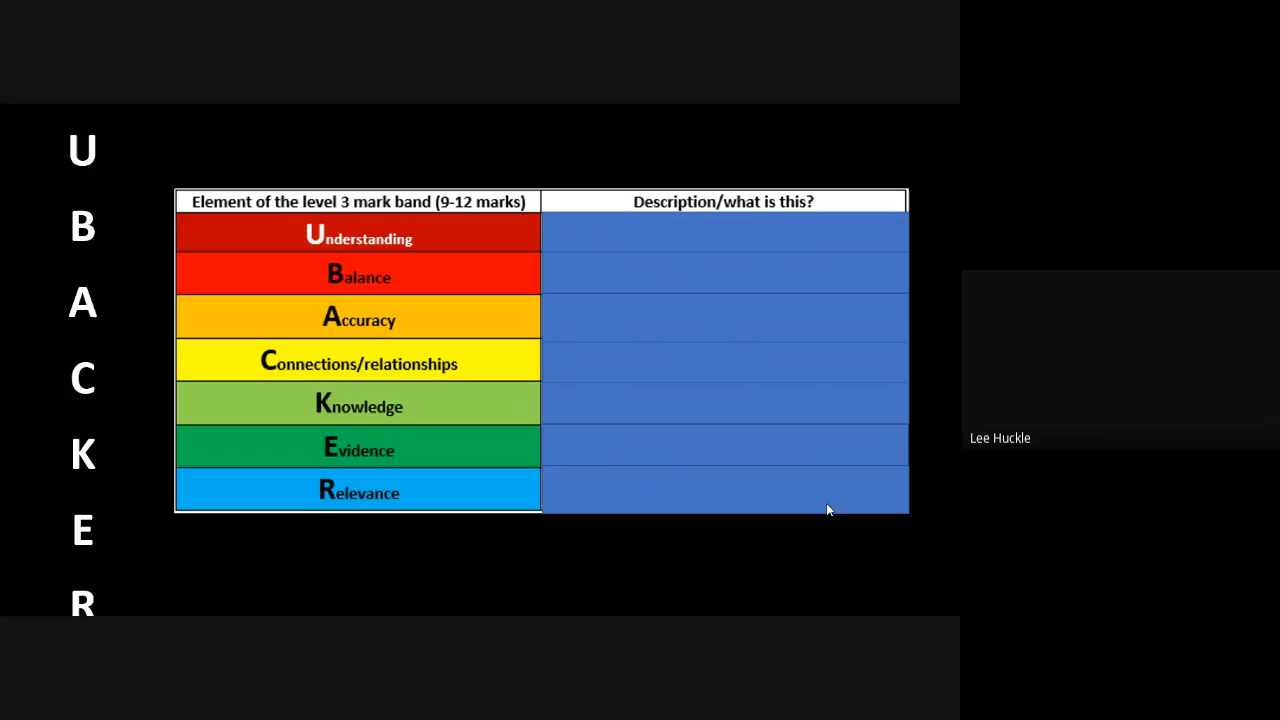 U
B
A
C
K
E
R
Element of the level 3 mark band (9-12 marks) Description/what is this?
Understanding
Balance
Accuracy
Connections/relationships
Knowledge
Evidence
Relevance
Lee Huckle